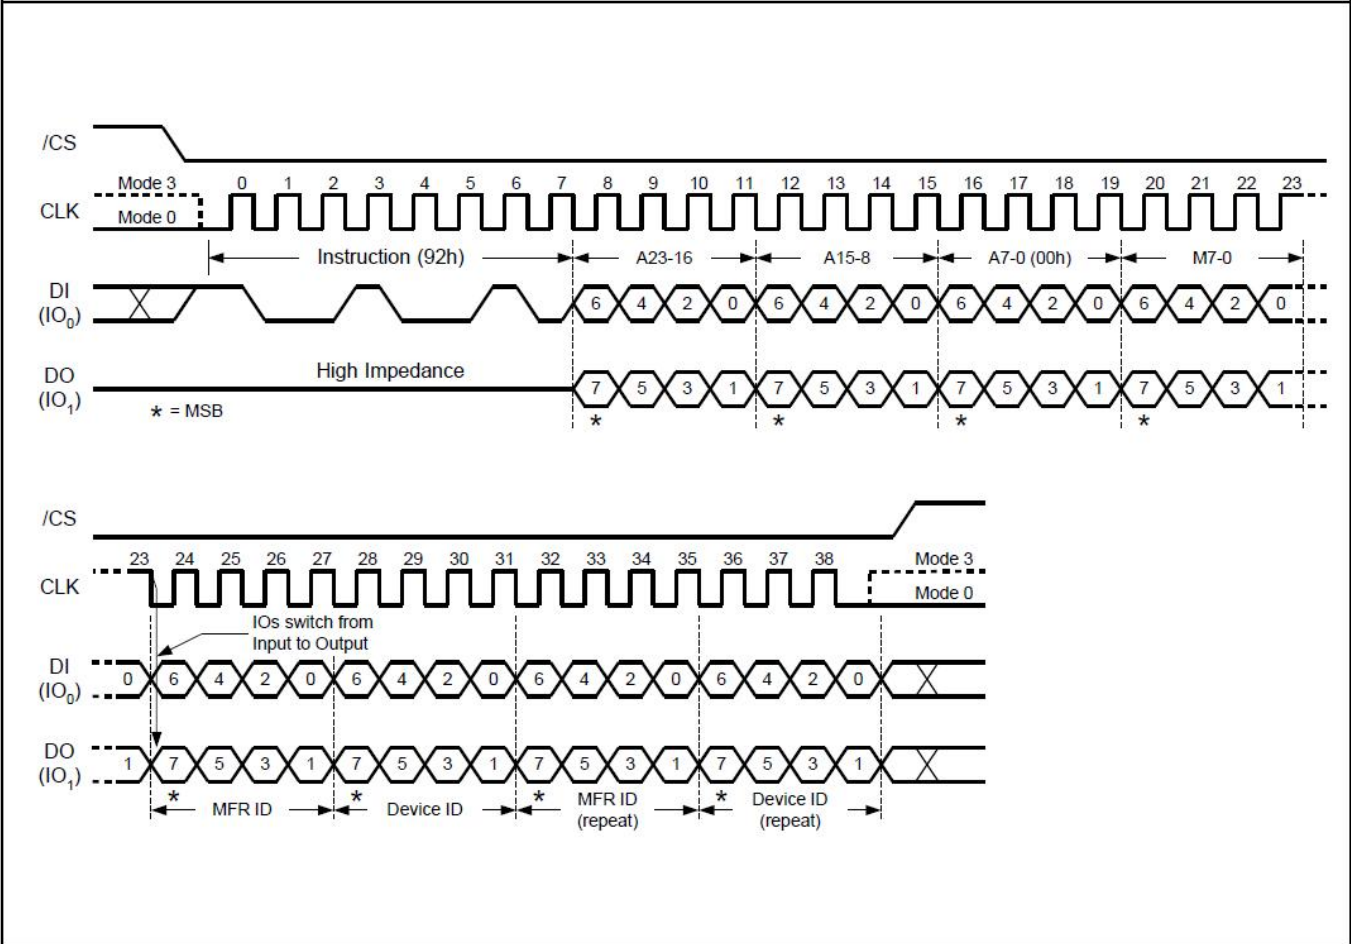 /CS
Mode 3 0 1 2 3 4 5 6 7 8 9 10 11 12 13 14 15 16 17 18 19 20 21 22 23
CLK Mode 0
Instruction (92h) A23-16 A15-8 A7-0 (00h) M7-0
DI
(IO0) 6 4 2 0 6 4 2 0 6 4 2 0 6 4 2 0
High Impedance
DO
(IO1) 7 5 3 1 7 5 3 1 7 5 3 1 7 5 3 1
* = MSB * * * *
/CS
23 24 25 26 27 28 29 30 31 32 33 34 35 36 37 38 Mode 3
CLK Mode 0
IOs switch from
Input to Output
DI
(IO0) 0 6 4 2 0 6 4 2 0 6 4 2 0 6 4 2 0
DO
(IO1) 1 7 5 3 1 7 5 3 1 7 5 3 1 7 5 3 1
* * * *
MFR ID Device ID MFR ID
(repeat) Device ID
(repeat)